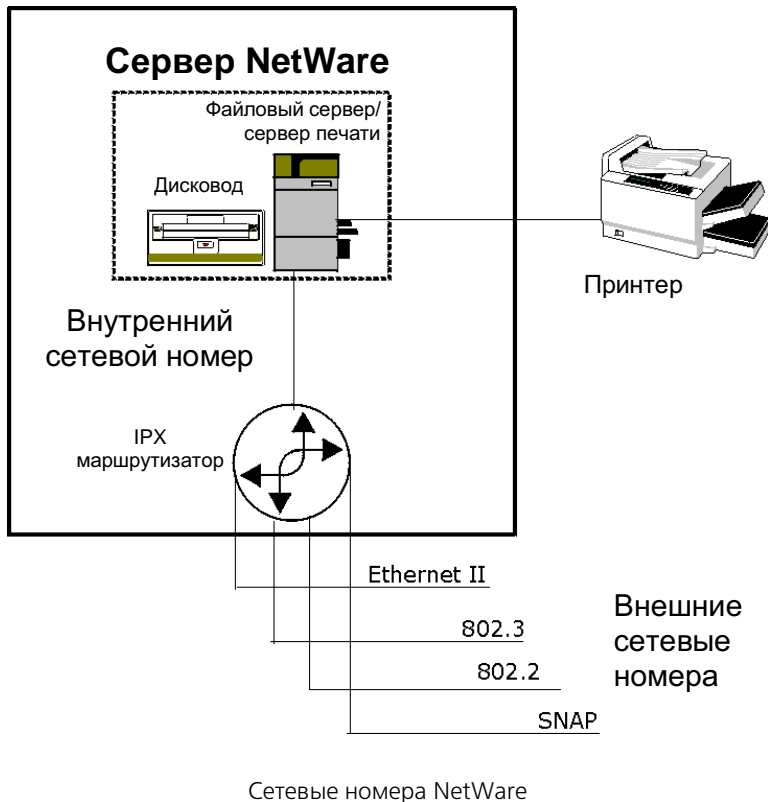 Сервер NetWare
Файловый сервер/
сервер печати
Дисковод
Принтер
Внутренний
сетевой номер
IPX
маршрутизатор
Ethernet II
802.3
802.2
SNAP
Внешние
сетевые
номера
Сетевые номера NetWare